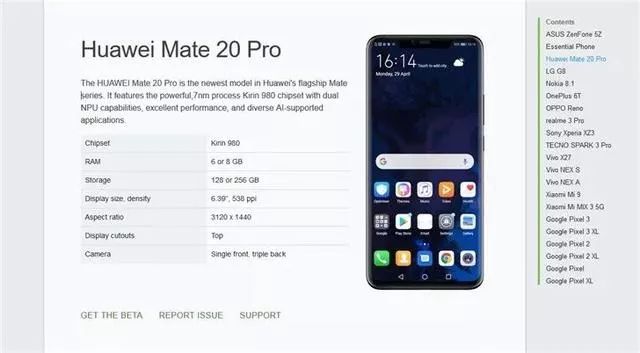 Huawei Mate 20 Pro
The HUAWEI Mate 20 Pro is the newest model in Huawei's flagship Mate
series. It features the powerful,7nm process Kirin 980 chipset with dual
NPU capabilities, excellent performance, and diverse AI-supported
applications.
Chipset Kirin 980
RAM 6 or 8 GB
Storage 128 or 256 GB
Display size, density 6.39", 538 ppi
Aspect ratio 3120 x 1440
Display cutouts Top
Camera Single front, triple back
GET THE BETA REPORT ISSUE SUPPORT
16:14
Monday, 29 April
Contents
ASUS ZenFone 5Z
Essential Phone
Huawei Mate 20 Pro
LG G8
Nokia 8.1
OnePlus 6T
OPPO Reno
realme 3 Pro
Sony Xperia XZ3
TECNO SPARK 3 Pro
Vivo X27
Vivo NEX S
Vivo NEX A
Xiaomi Mi 9
Xiaomi Mi MIX 3 5G
Google Pixel 3
Google Pixel 3 XL
Google Pixel 2
Google Pixel 2 XL
Google Pixel
Google Pixel XL